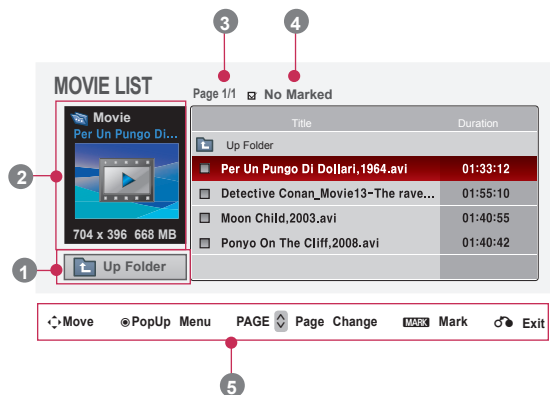 3
4
MOVIE LIST
Page 1/1 No Marked
Movie
Per Un Pungo Di...
704 x 396 668 MB
Up Folder
2
1
Title Duration
Up Folder
Per Un Pungo Di Dollari,1964.avi 01:33:12
Detective Conan_Movie13-The rave... 01:55:10
Moon Child,2003.avi 01:40:55
Ponyo On The Cliff,2008.avi 01:40:42
Move PopUp Menu PAGE Page Change MARK Mark Exit
5